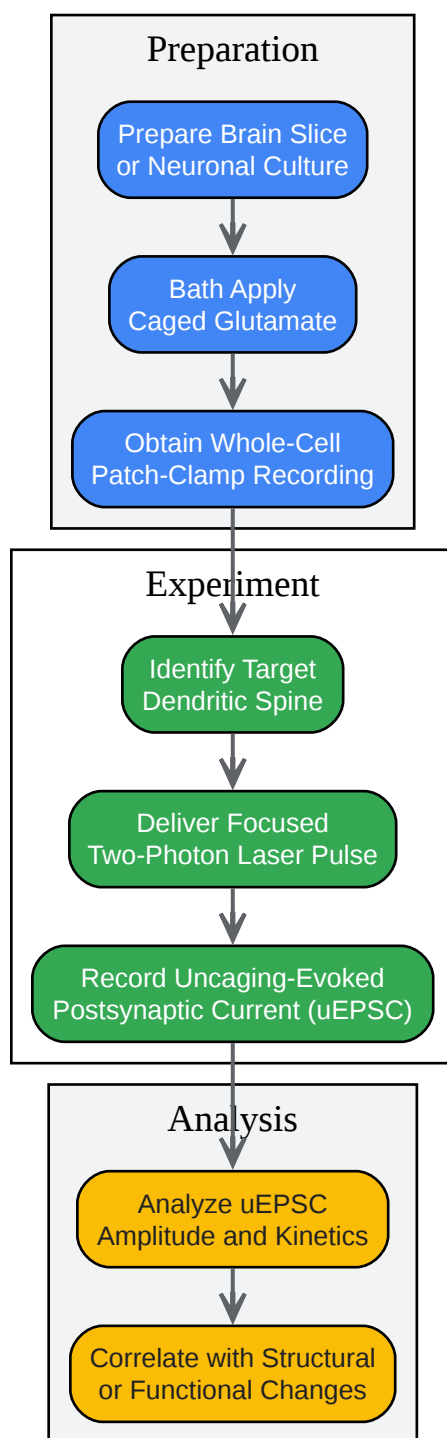 Preparation
Prepare Brain Slice
or Neuronal Culture
Bath Apply
Caged Glutamate
Obtain Whole-Cell
Patch-Clamp Recording
Experiment
Identify Target
Dendritic Spine
Deliver Focused
Two-Photon Laser Pulse
Record Uncaging-Evoked
Postsynaptic Current (uEPSC)
Analysis
Analyze uEPSC
Amplitude and Kinetics
Correlate with Structural
or Functional Changes